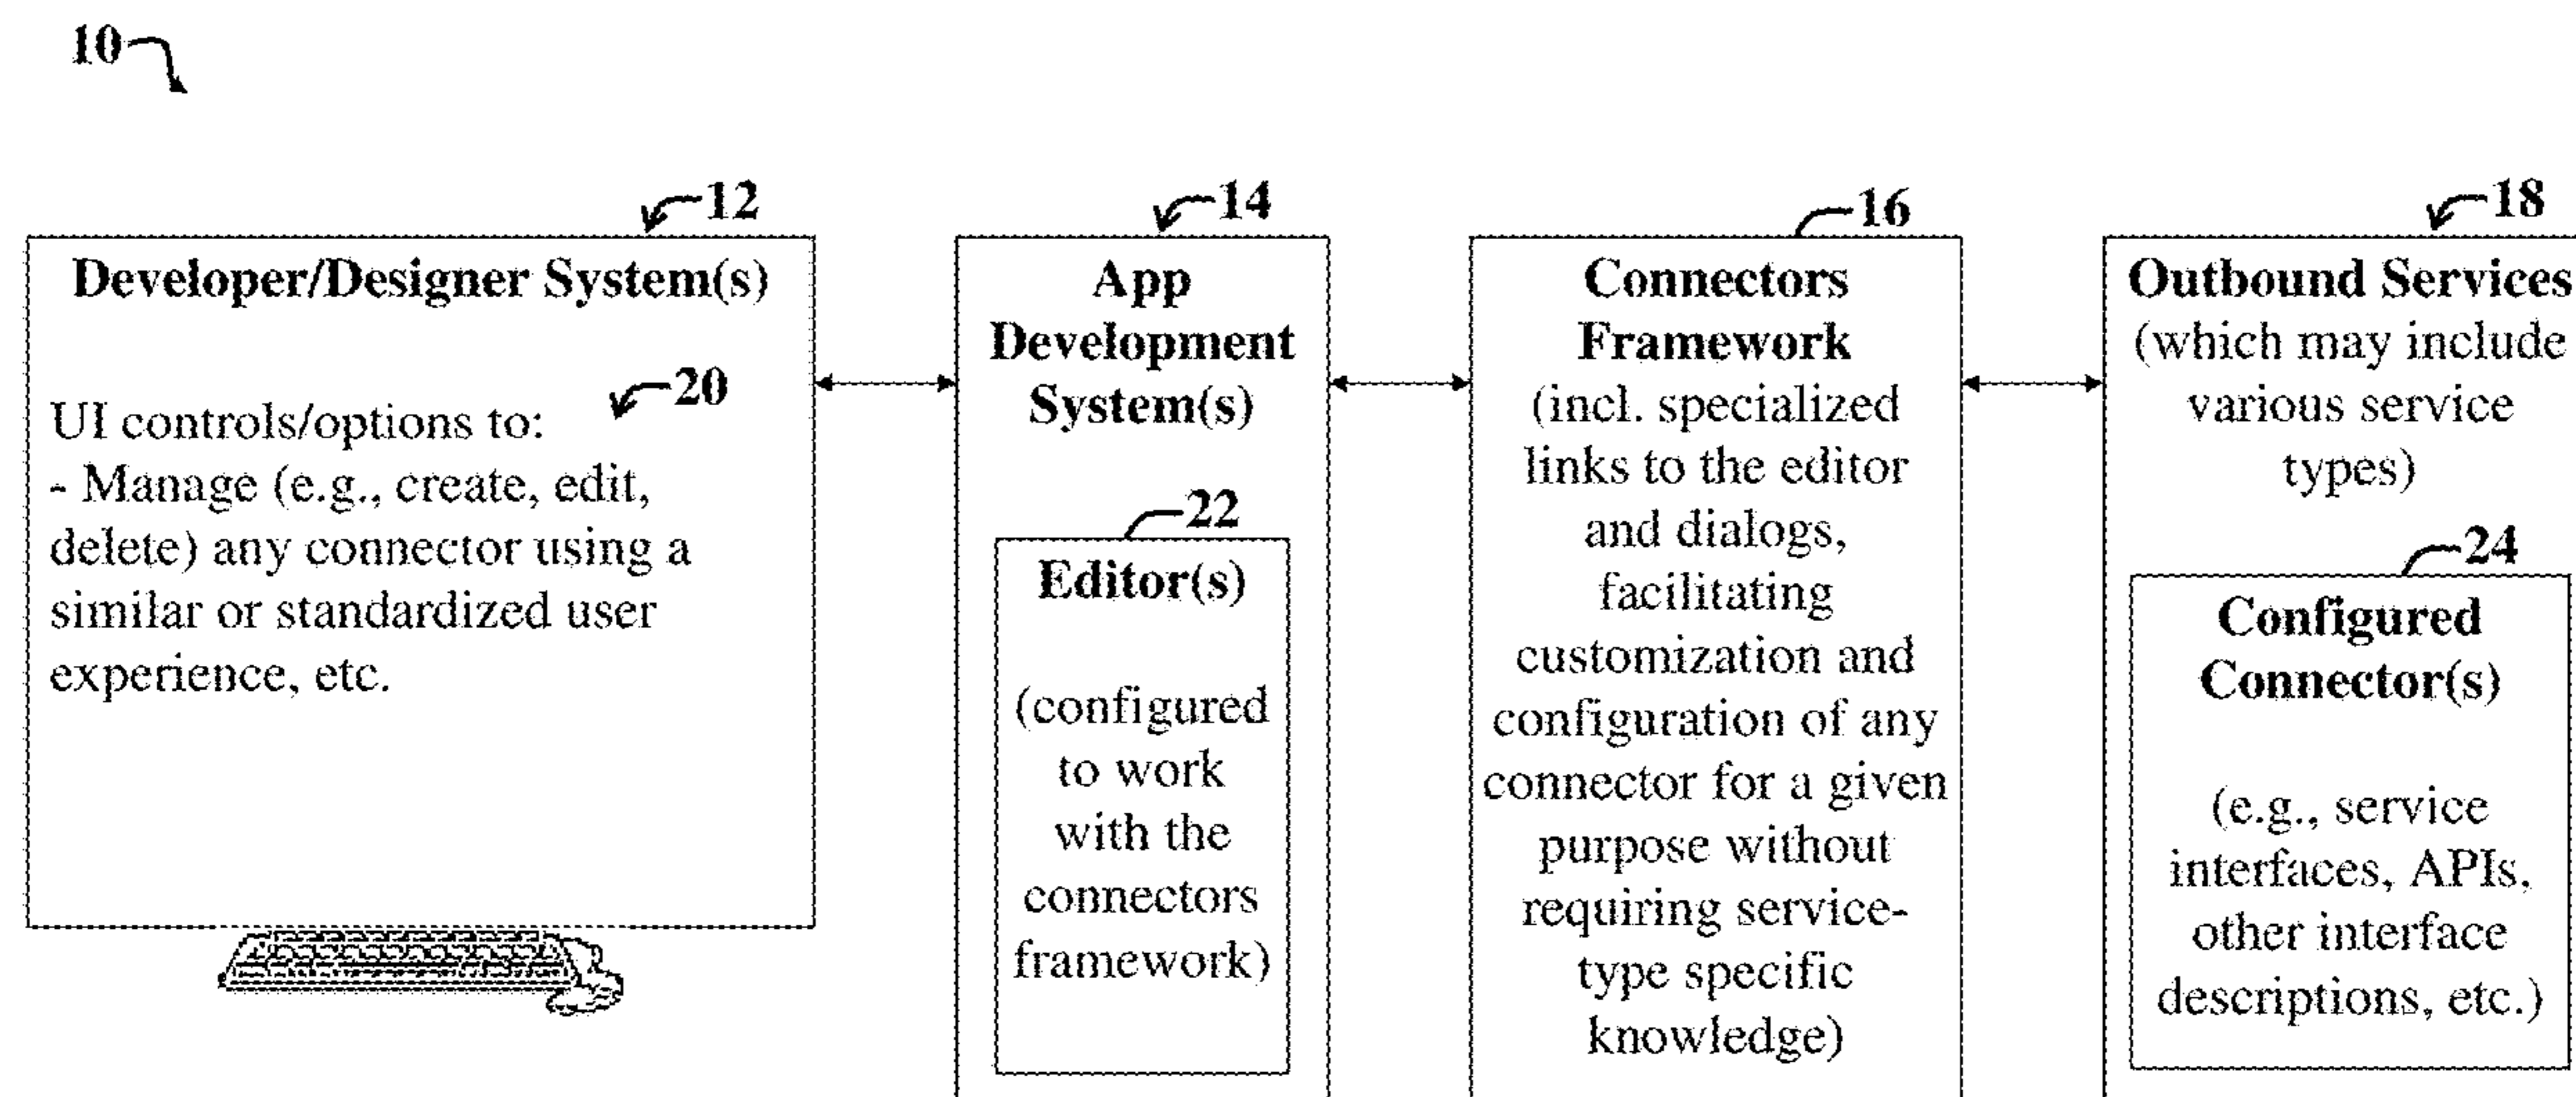 10
12
Developer/Designer System(s)
20
UI controls/options to:
- Manage (e.g., create, edit,
delete) any connector using a
similar or standardized user
experience, etc.
14
App
Development
System(s)
22
Editor(s)
(configured
to work
with the
connectors
framework)
16
Connectors
Framework
(incl. specialized
links to the editor
and dialogs,
facilitating
customization and
configuration of any
connector for a given
purpose without
requiring service-
type specific
knowledge)
18
Outbound Services
(which may include
various service
types)
24
Configured
Connector(s)
(e.g., service
interfaces, APIs,
other interface
descriptions, etc.)